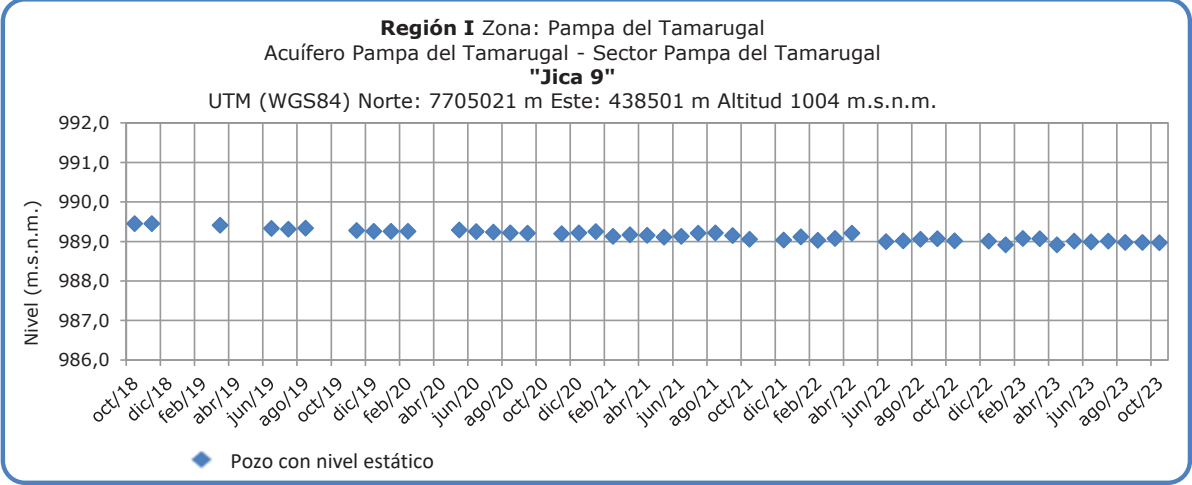 Región I Zona: Pampa del Tamarugal
Acuífero Pampa del Tamarugal - Sector Pampa del Tamarugal
"Jica 9"
UTM (WGS84) Norte: 7705021 m Este: 438501 m Altitud 1004 m.s.n.m.
Nivel (m.s.n.m.)
992,0
991,0
990,0
989,0
988,0
987,0
986,0
oct/18
dic/18
feb/19
abr/19
jun/19
ago/19
oct/19
dic/19
feb/20
abr/20
jun/20
ago/20
oct/20
dic/20
feb/21
abr/21
jun/21
ago/21
oct/21
dic/21
feb/22
abr/22
jun/22
ago/22
oct/22
dic/22
feb/23
abr/23
jun/23
ago/23
oct/23
Pozo con nivel estático